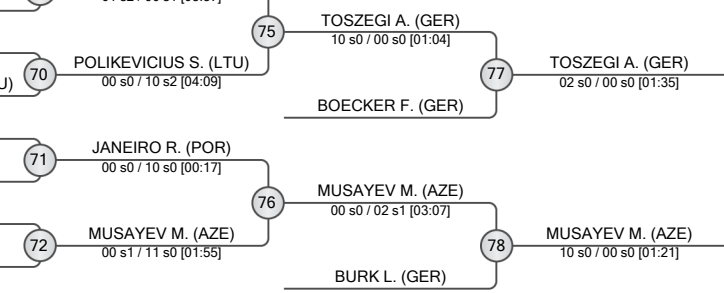 TOSZEGI A. (GER)
75
10 s0 / 00 s0 [01:04]
POLIKEVICIUS S. (LTU)
70
00 s0 / 10 s2 [04:09]
77
TOSZEGI A. (GER)
02 s0 / 00 s0 [01:35]
BOECKER F. (GER)
JANEIRO R. (POR)
71
00 s0 / 10 s0 [00:17]
76
MUSAYEV M. (AZE)
00 s0 / 02 s1 [03:07]
MUSAYEV M. (AZE)
72
00 s1 / 11 s0 [01:55]
78
MUSAYEV M. (AZE)
10 s0 / 00 s0 [01:21]
BURK L. (GER)